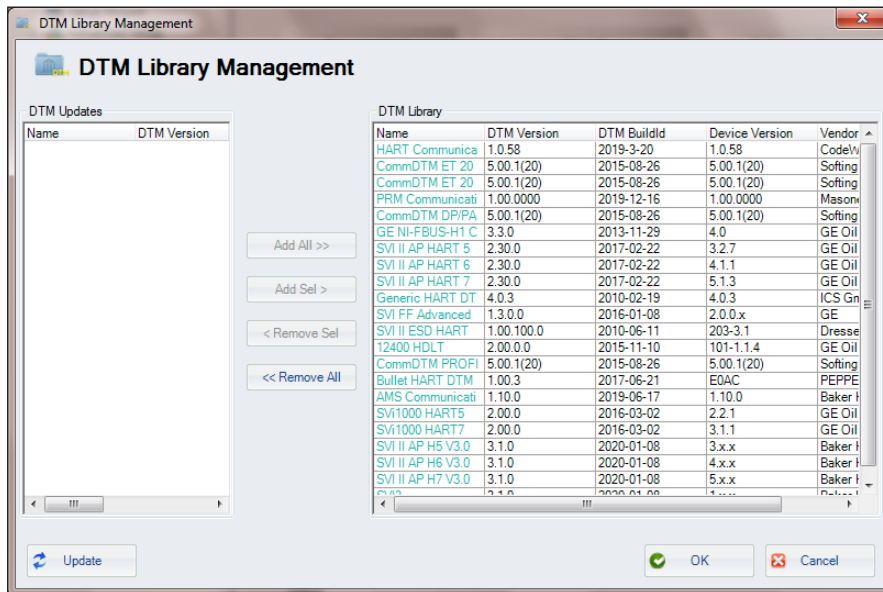 DTM Library Management
DTM Library Management
DTM Updates
Name DTM Version
Add All >>
Add Sel >
< Remove Sel
<< Remove All
DTM Library
Name DTM Version DTM BuildId Device Version Vendor
HART Communica 1.0.58 2019-3-20 1.0.58 CodeW
CommDTM ET 20 5.00.1(20) 2015-08-26 5.00.1(20) Softing
CommDTM ET 20 5.00.1(20) 2015-08-26 5.00.1(20) Softing
PRM Communicati 1.00.0000 2019-12-16 1.00.0000 Masone
CommDTM DP/PA 5.00.1(20) 2015-08-26 5.00.1(20) Softing
GE NI-FBUS-H1 C 3.3.0 2013-11-29 4.0 GE Oil
SVI II AP HART 5 2.30.0 2017-02-22 3.2.7 GE Oil
SVI II AP HART 6 2.30.0 2017-02-22 4.1.1 GE Oil
SVI II AP HART 7 2.30.0 2017-02-22 5.1.3 GE Oil
Generic HART DT 4.0.3 2010-02-19 4.0.3 ICS Gm
SVI FF Advanced 1.3.0.0 2016-01-08 2.0.0.x GE
SVI II ESD HART 1.00.100.0 2010-06-11 203-3.1 Dresse
12400 HDLT 2.00.0.0 2015-11-10 101-1.1.4 GE Oil
CommDTM PROFI 5.00.1(20) 2015-08-26 5.00.1(20) Softing
Bullet HART DTM 1.00.3 2017-06-21 E0AC PEPPE
AMS Communicati 1.10.0 2019-06-17 1.10.0 Baker H
SVi1000 HART5 2.00.0 2016-03-02 2.2.1 GE Oil
SVi1000 HART7 2.00.0 2016-03-02 3.1.1 GE Oil
SVI II AP H5 V3.0 3.1.0 2020-01-08 3.x.x Baker H
SVI II AP H6 V3.0 3.1.0 2020-01-08 4.x.x Baker H
SVI II AP H7 V3.0 3.1.0 2020-01-08 5.x.x Baker H
Update
OK
Cancel